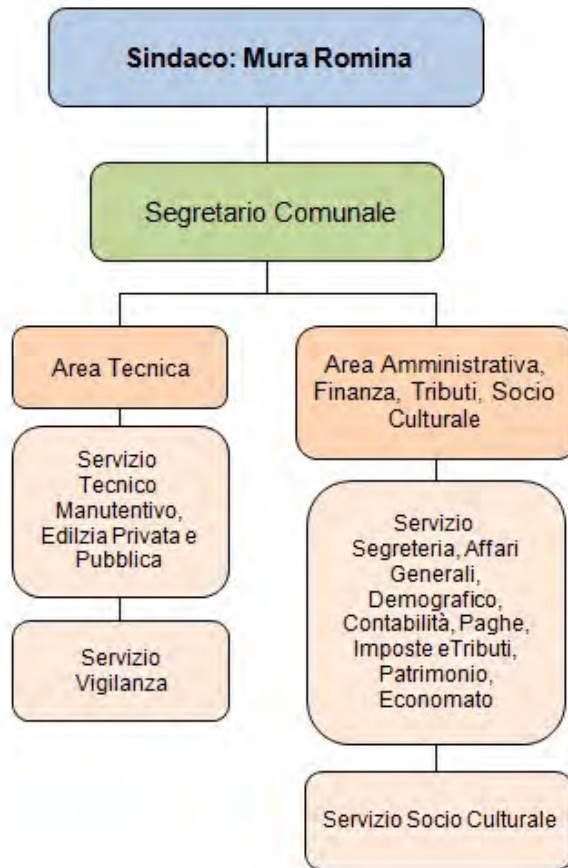 Sindaco: Mura Romina
Segretario Comunale
Area Tecnica
Servizio
Tecnico
Manutentivo,
Edilzia Privata e
Pubblica
Servizio
Vigilanza
Area Amministrativa,
Finanza, Tributi, Socio
Culturale
Servizio
Segreteria, Affari
Generali,
Demografico,
Contabilità, Paghe,
Imposte eTributi,
Patrimonio,
Economato
Servizio Socio Culturale